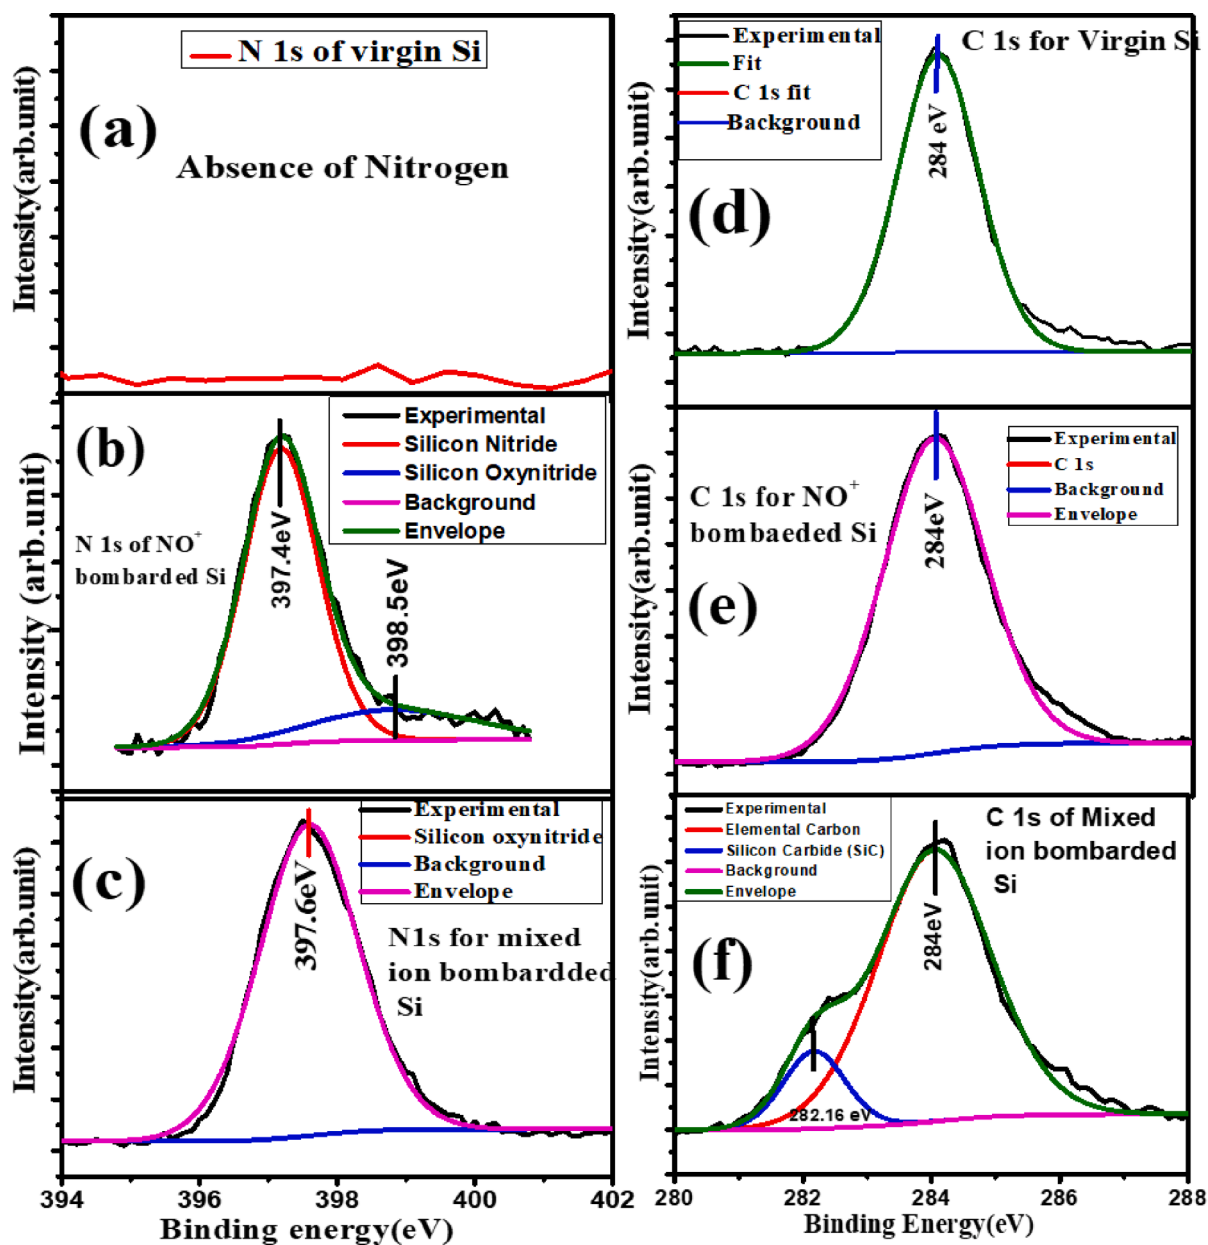 N 1s of virgin Si
(a)
Absence of Nitrogen
Intensity(arb.unit)
(b)
Experimental
Silicon Nitride
Silicon Oxynitride
Background
Envelope
N 1s of NO+
bombarded Si
397.4eV
398.5eV
Intensity (arb.unit)
Experimental
Silicon oxynitride
Background
Envelope
(c)
397.6eV
N1s for mixed
ion bombardded
Si
Intensity(arb.unit)
394 396 398 400 402
Binding energy(eV)
Experimental
Fit
C 1s fit
Background
C 1s for Virgin Si
284 eV
(d)
Intensity(arb.unit)
Experimental
C 1s
Background
Envelope
C 1s for NO+
bombaeded Si
284eV
(e)
Intensity(arb.unit)
Experimental
Elemental Carbon
Silicon Carbide (SiC)
Background
Envelope
C 1s of Mixed
ion bombarded
Si
284eV
(f)
282.16 eV
Intensity(arb.unit)
280 282 284 286 288
Binding Energy(eV)